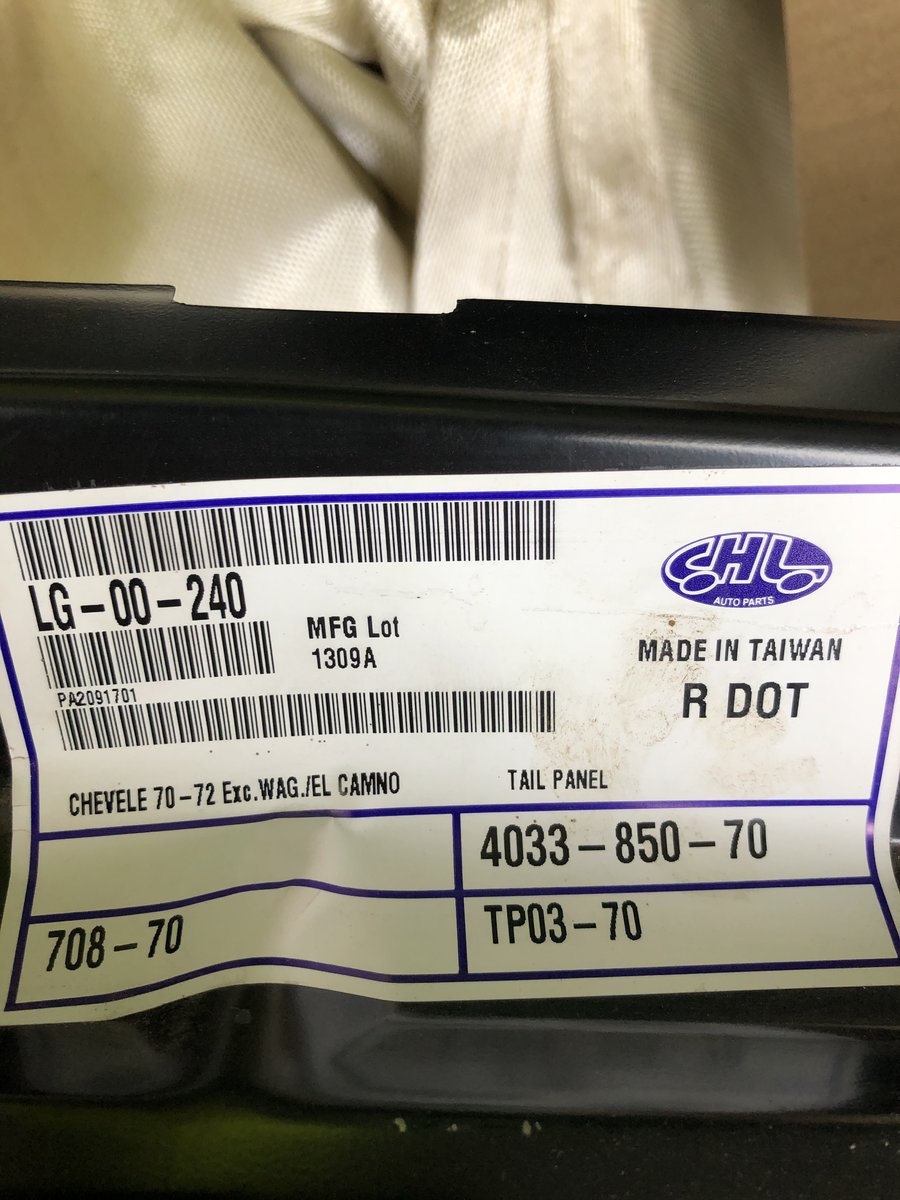 LG-00-240
MFG Lot
1309A
PA2091701
CHL
AUTO PARTS
MADE IN TAIWAN
R DOT
CHEVELE 70-72 Exc.WAG./EL CAMNO
TAIL PANEL
4033-850-70
708-70
TP03-70